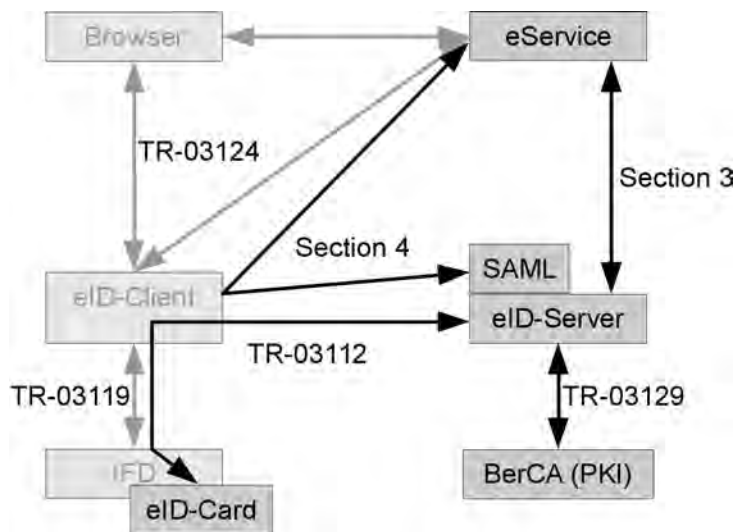 Browser
eService
TR-03124
Section 3
Section 4
SAML
eID-Client
eID-Server
TR-03112
TR-03119
TR-03129
IFD
BerCA (PKI)
eID-Card